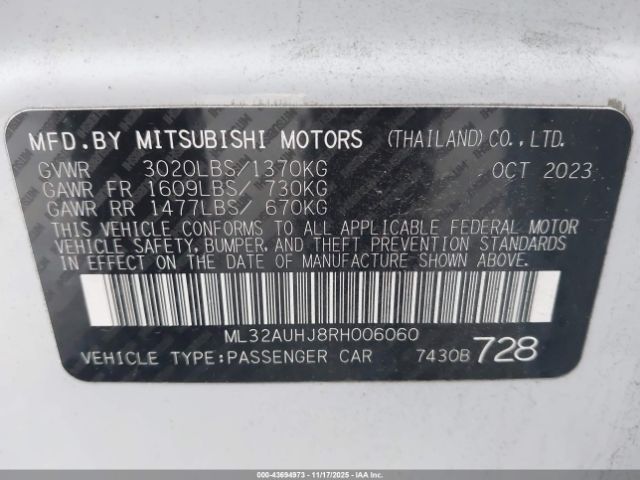 MFD.BY MITSUBISHI MOTORS (THAILAND)CO.,LTD.
GVWR 3020LBS/1370KG OCT 2023
GAWR FR 1609LBS/ 730KG
GAWR RR 1477LBS/ 670KG
THIS VEHICLE CONFORMS TO ALL APPLICABLE FEDERAL MOTOR
VEHICLE SAFETY, BUMPER, AND THEFT PREVENTION STANDARDS
IN EFFECT ON THE DATE OF MANUFACTURE SHOWN ABOVE.
ML32AUHJ8RH006060
VEHICLE TYPE:PASSENGER CAR 7430B 728
000-43694973 - 11/17/2025 - IAAI.COM